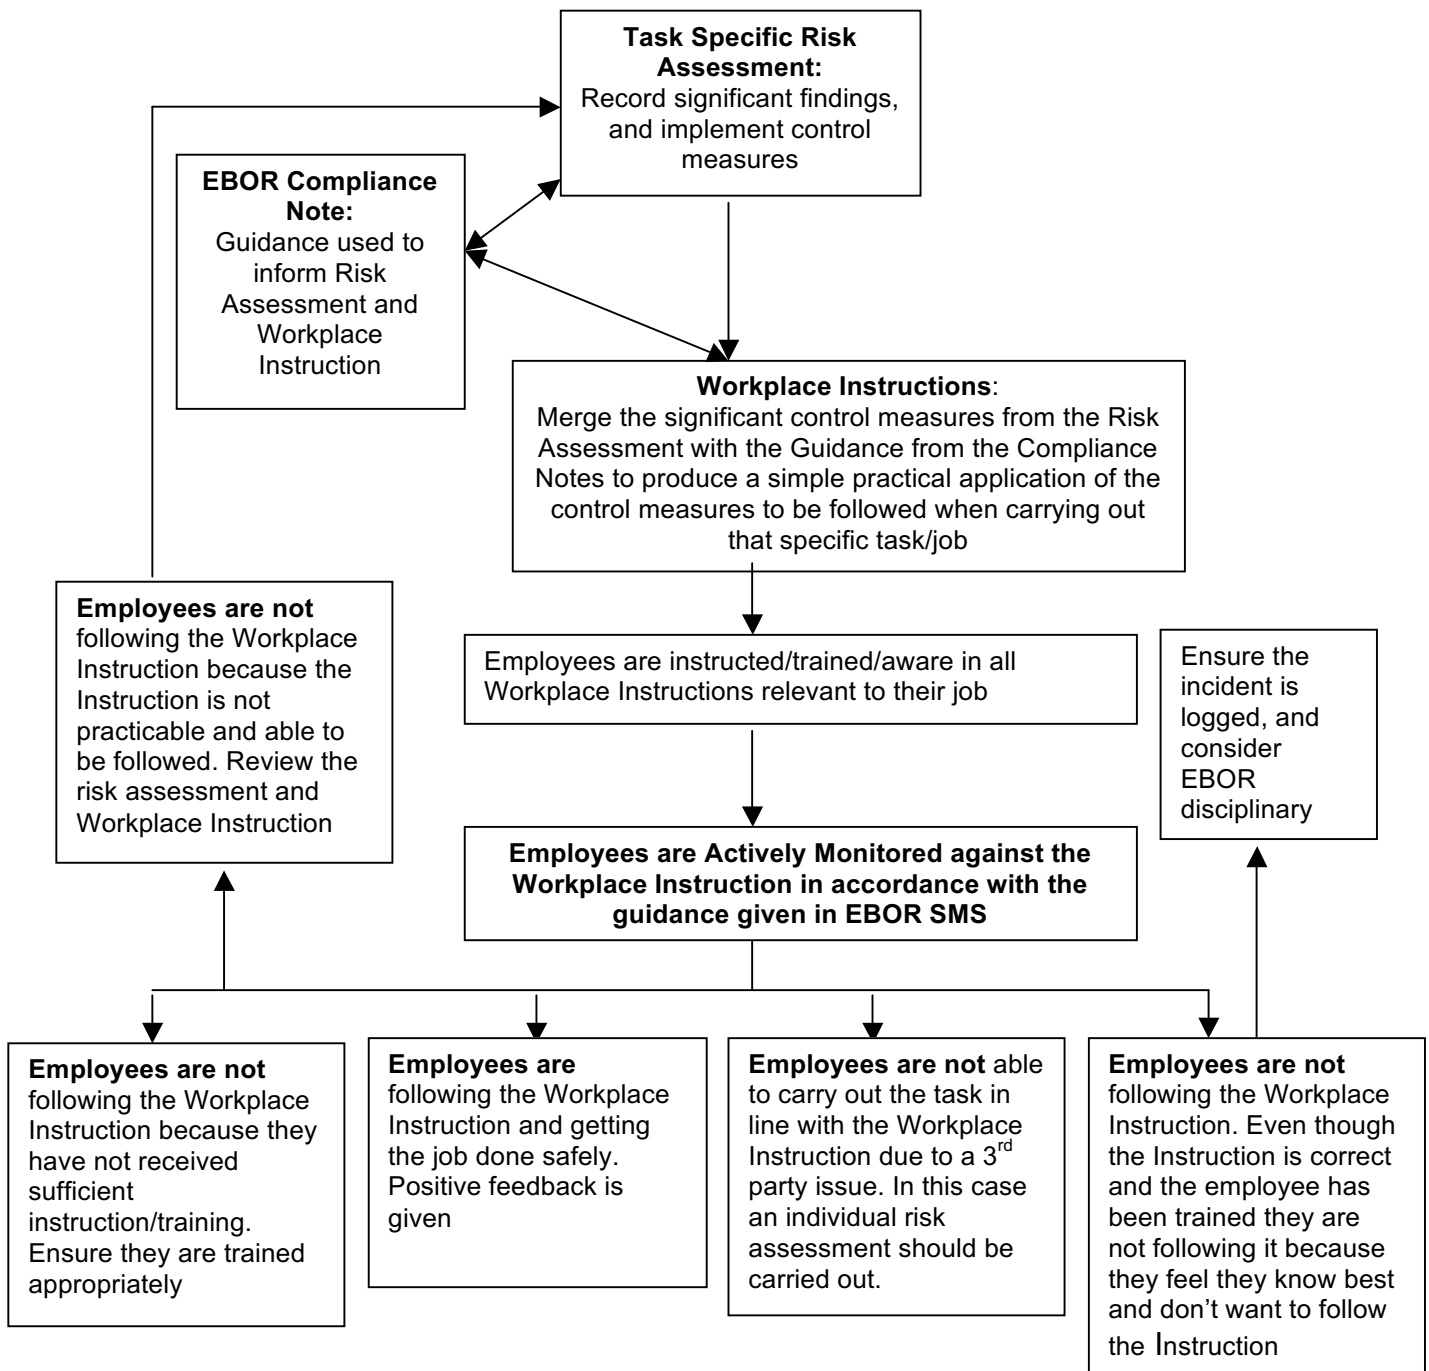 Task Specific Risk
Assessment:
Record significant findings,
and implement control
measures
EBOR Compliance
Note:
Guidance used to
inform Risk
Assessment and
Workplace
Instruction
Workplace Instructions:
Merge the significant control measures from the Risk
Assessment with the Guidance from the Compliance
Notes to produce a simple practical application of the
control measures to be followed when carrying out
that specific task/job
Employees are not
following the Workplace
Instruction because the
Instruction is not
practicable and able to
be followed. Review the
risk assessment and
Workplace Instruction
Employees are instructed/trained/aware in all
Workplace Instructions relevant to their job
Ensure the
incident is
logged, and
consider
EBOR
disciplinary
Employees are Actively Monitored against the
Workplace Instruction in accordance with the
guidance given in EBOR SMS
Employees are not
following the Workplace
Instruction because they
have not received
sufficient
instruction/training.
Ensure they are trained
appropriately
Employees are
following the Workplace
Instruction and getting
the job done safely.
Positive feedback is
given
Employees are not able
to carry out the task in
line with the Workplace
Instruction due to a 3rd
party issue. In this case
an individual risk
assessment should be
carried out.
Employees are not
following the Workplace
Instruction. Even though
the Instruction is correct
and the employee has
been trained they are
not following it because
they feel they know best
and don’t want to follow
the Instruction